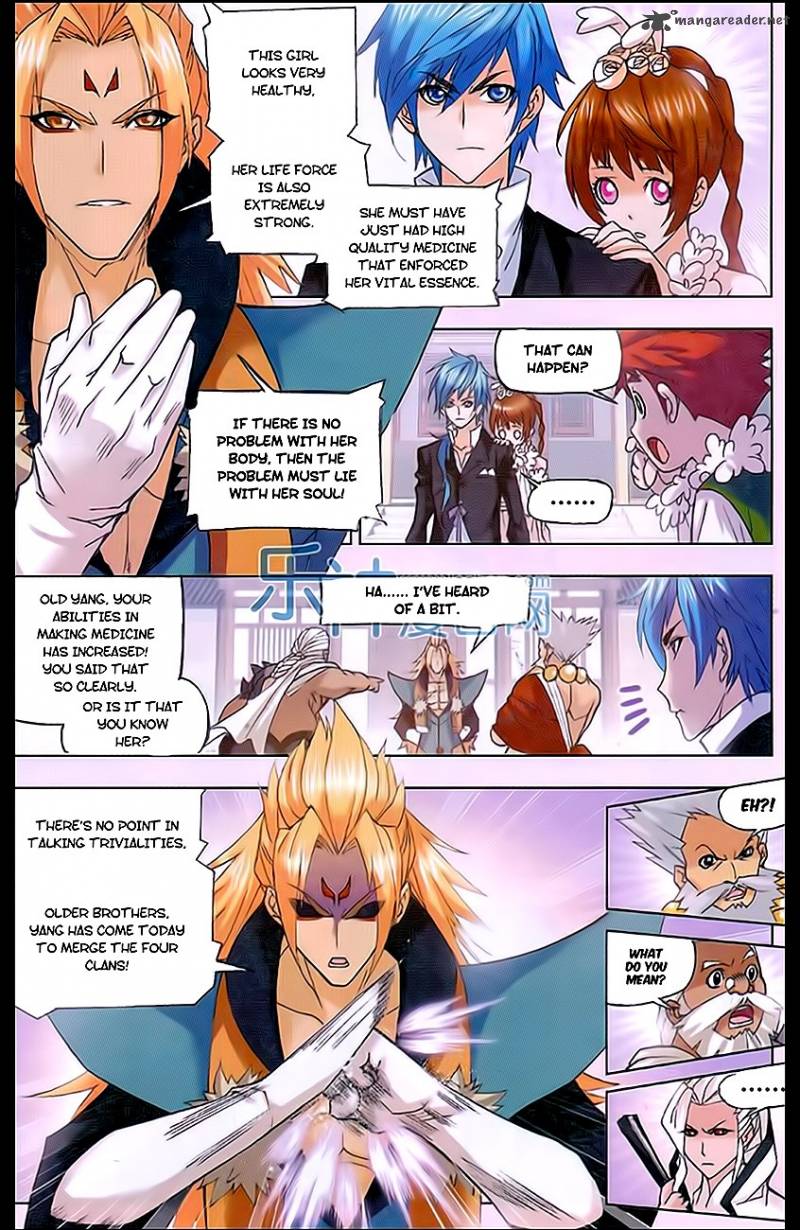 mangareader.net
THIS GIRL
LOOKS VERY
HEALTHY.
HER LIFE FORCE
IS ALSO
EXTREMELY
STRONG.
SHE MUST HAVE
JUST HAD HIGH
QUALITY MEDICINE
THAT ENFORCED
HER VITAL ESSENCE.
IF THERE IS NO
PROBLEM WITH HER
BODY, THEN THE
PROBLEM MUST LIE
WITH HER SOUL!
THAT CAN
HAPPEN?
......
OLD YANG, YOUR
ABILITIES IN
MAKING MEDICINE
HAS INCREASED!
YOU SAID THAT
SO CLEARLY.
OR IS IT THAT
YOU KNOW
HER?
HA...... I'VE HEARD
OF A BIT.
乐
THERE'S NO POINT IN
TALKING TRIVIALITIES.
OLDER BROTHERS,
YANG HAS COME TODAY
TO MERGE THE FOUR
CLANS!
EH?!
WHAT
DO YOU
MEAN?
......